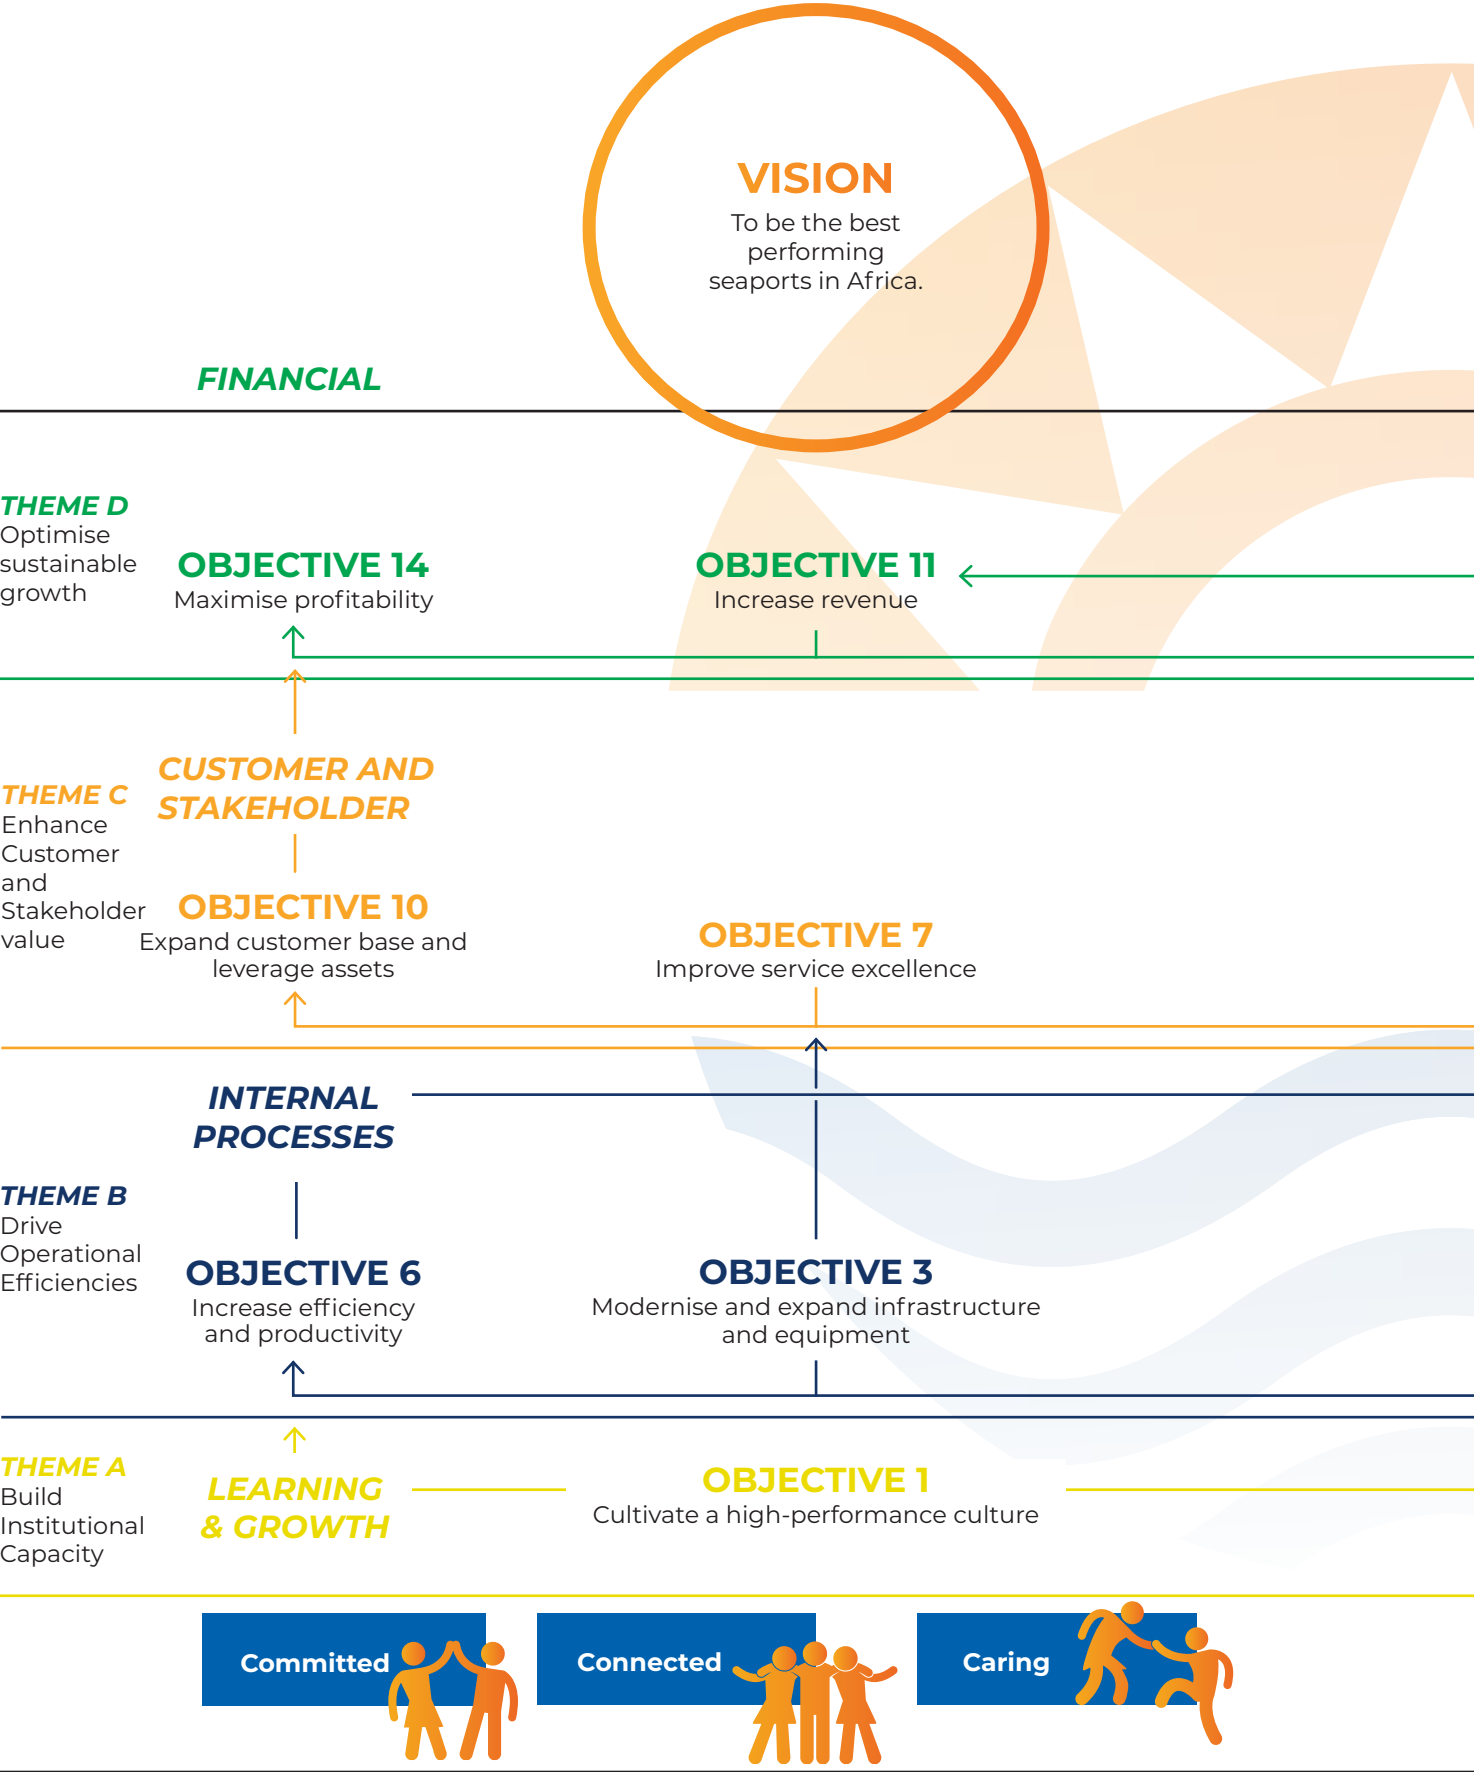 VISION
To be the best
performing
seaports in Africa.
FINANCIAL
THEME D
Optimise
sustainable
growth
OBJECTIVE 14
Maximise profitability
OBJECTIVE 11
Increase revenue
CUSTOMER AND
STAKEHOLDER
THEME C
Enhance
Customer
and
Stakeholder
value
OBJECTIVE 10
Expand customer base and
leverage assets
OBJECTIVE 7
Improve service excellence
INTERNAL
PROCESSES
THEME B
Drive
Operational
Efficiencies
OBJECTIVE 6
Increase efficiency
and productivity
OBJECTIVE 3
Modernise and expand infrastructure
and equipment
THEME A
Build
Institutional
Capacity
LEARNING
& GROWTH
OBJECTIVE 1
Cultivate a high-performance culture
Committed
Connected
Caring